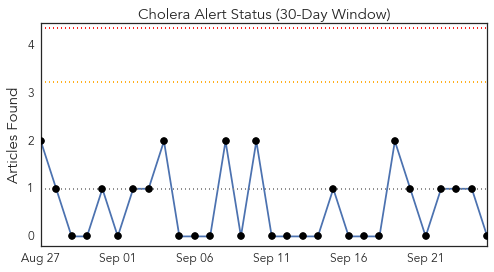 Cholera Alert Status (30-Day Window)
Articles Found
4
3
2
1
0
Aug 27 Sep 01 Sep 06 Sep 11 Sep 16 Sep 21